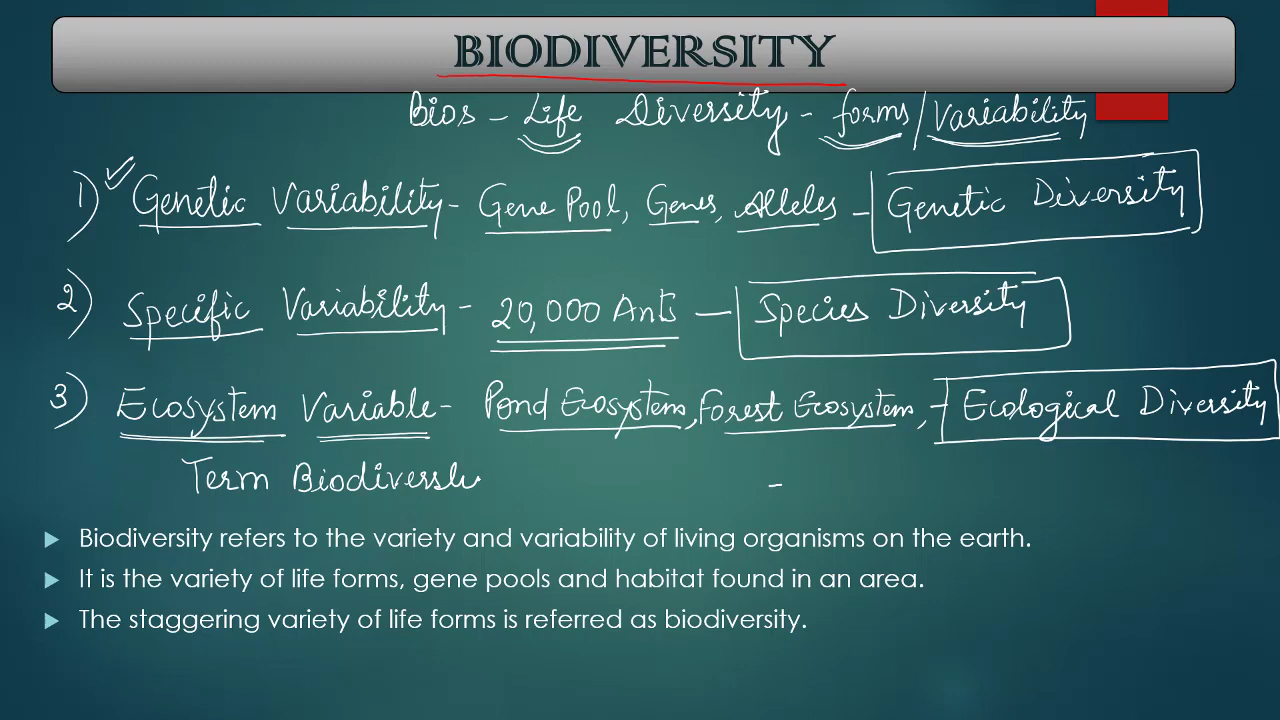 BIODIVERSITY
Bios - Life Diversity - forms/Variability
1) Genetic Variability - Gene Pool, Genes, Alleles - Genetic Diversity
2) Specific Variability - 20,000 Ants - Species Diversity
3) Ecosystem Variable - Pond Ecosystem, Forest Ecosystem, - Ecological Diversity
Term -
Biodiversity refers to the variety and variability of living organisms on the earth.
It is the variety of life forms, gene pools and habitat found in an area.
The staggering variety of life forms is referred as biodiversity.